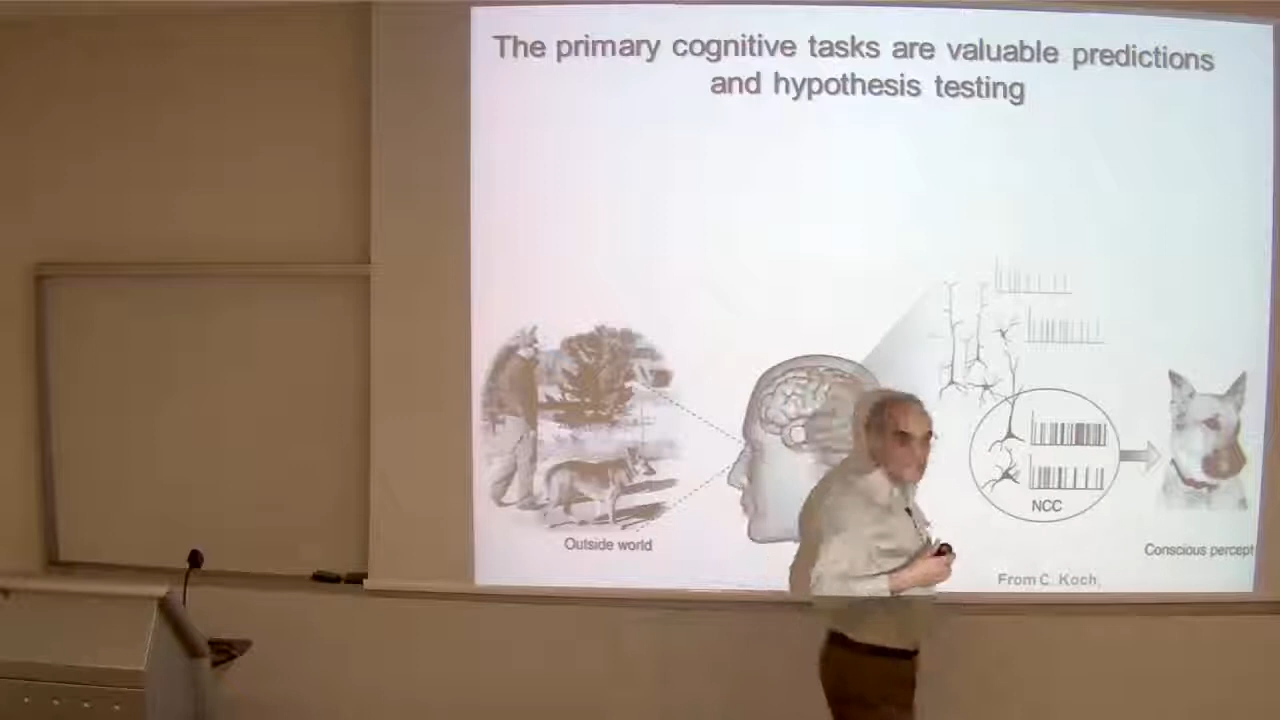 The primary cognitive tasks are valuable predictions
and hypothesis testing
NCC
Outside world
Conscious percept
From C. Koch,